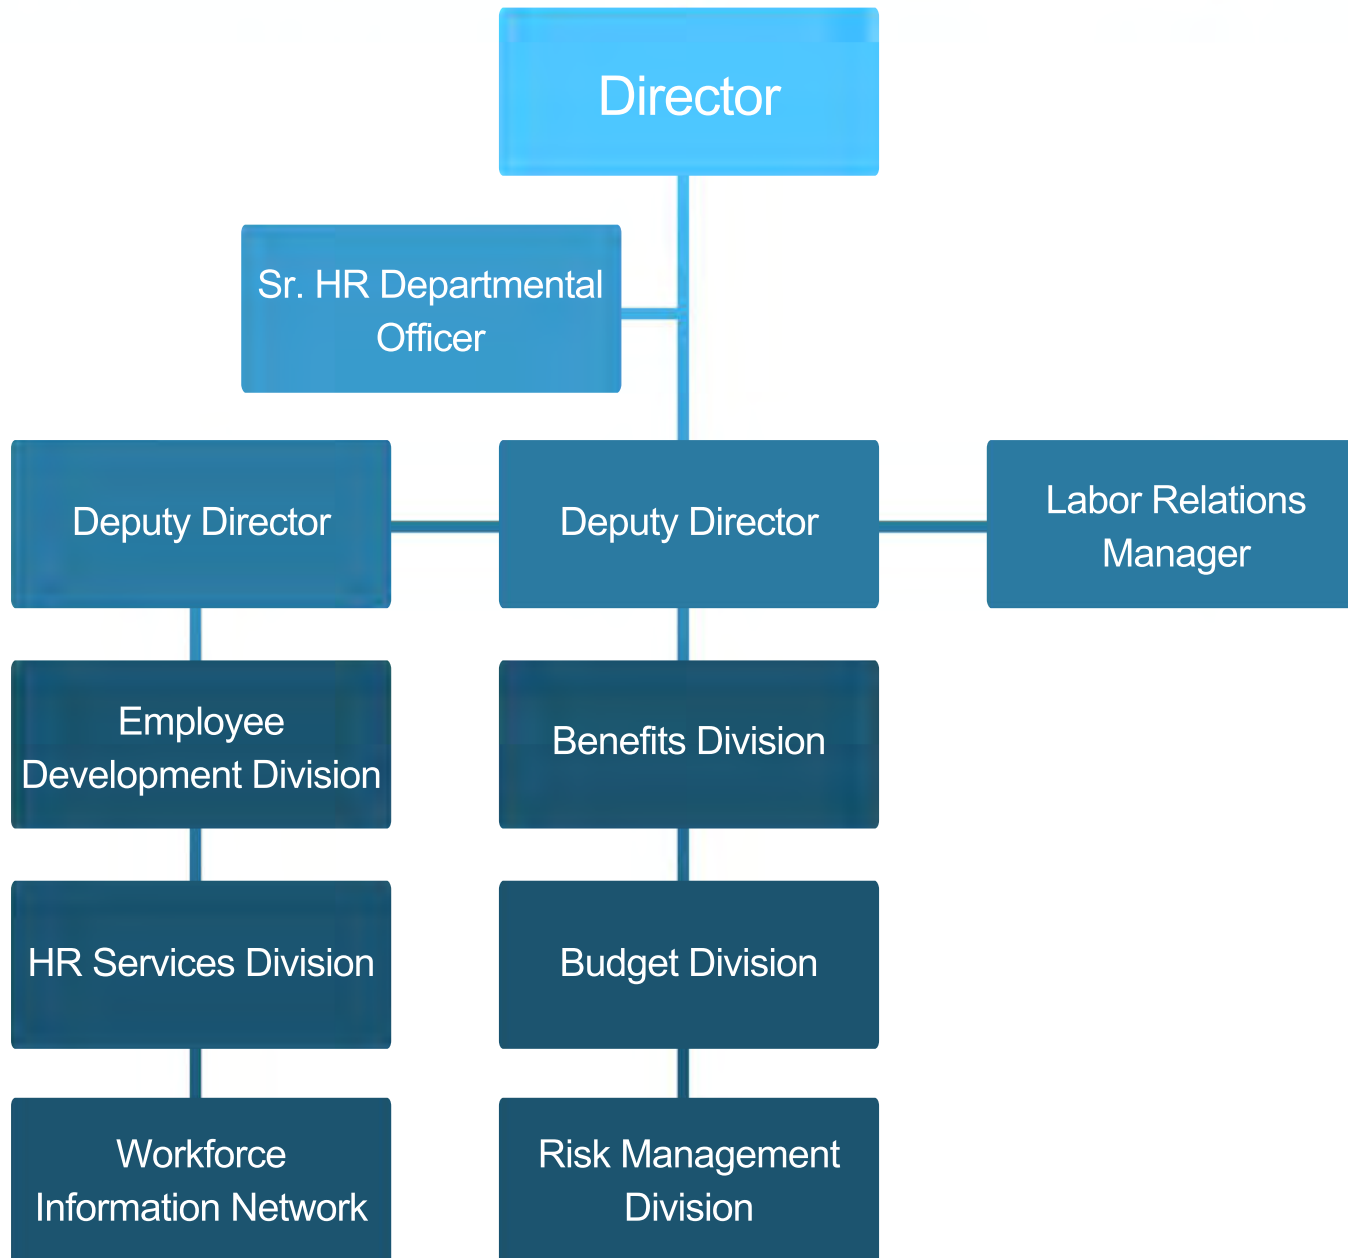 Director
Sr. HR Departmental
Officer
Deputy Director
Deputy Director
Labor Relations
Manager
Employee
Development Division
Benefits Division
HR Services Division
Budget Division
Workforce
Information Network
Risk Management
Division